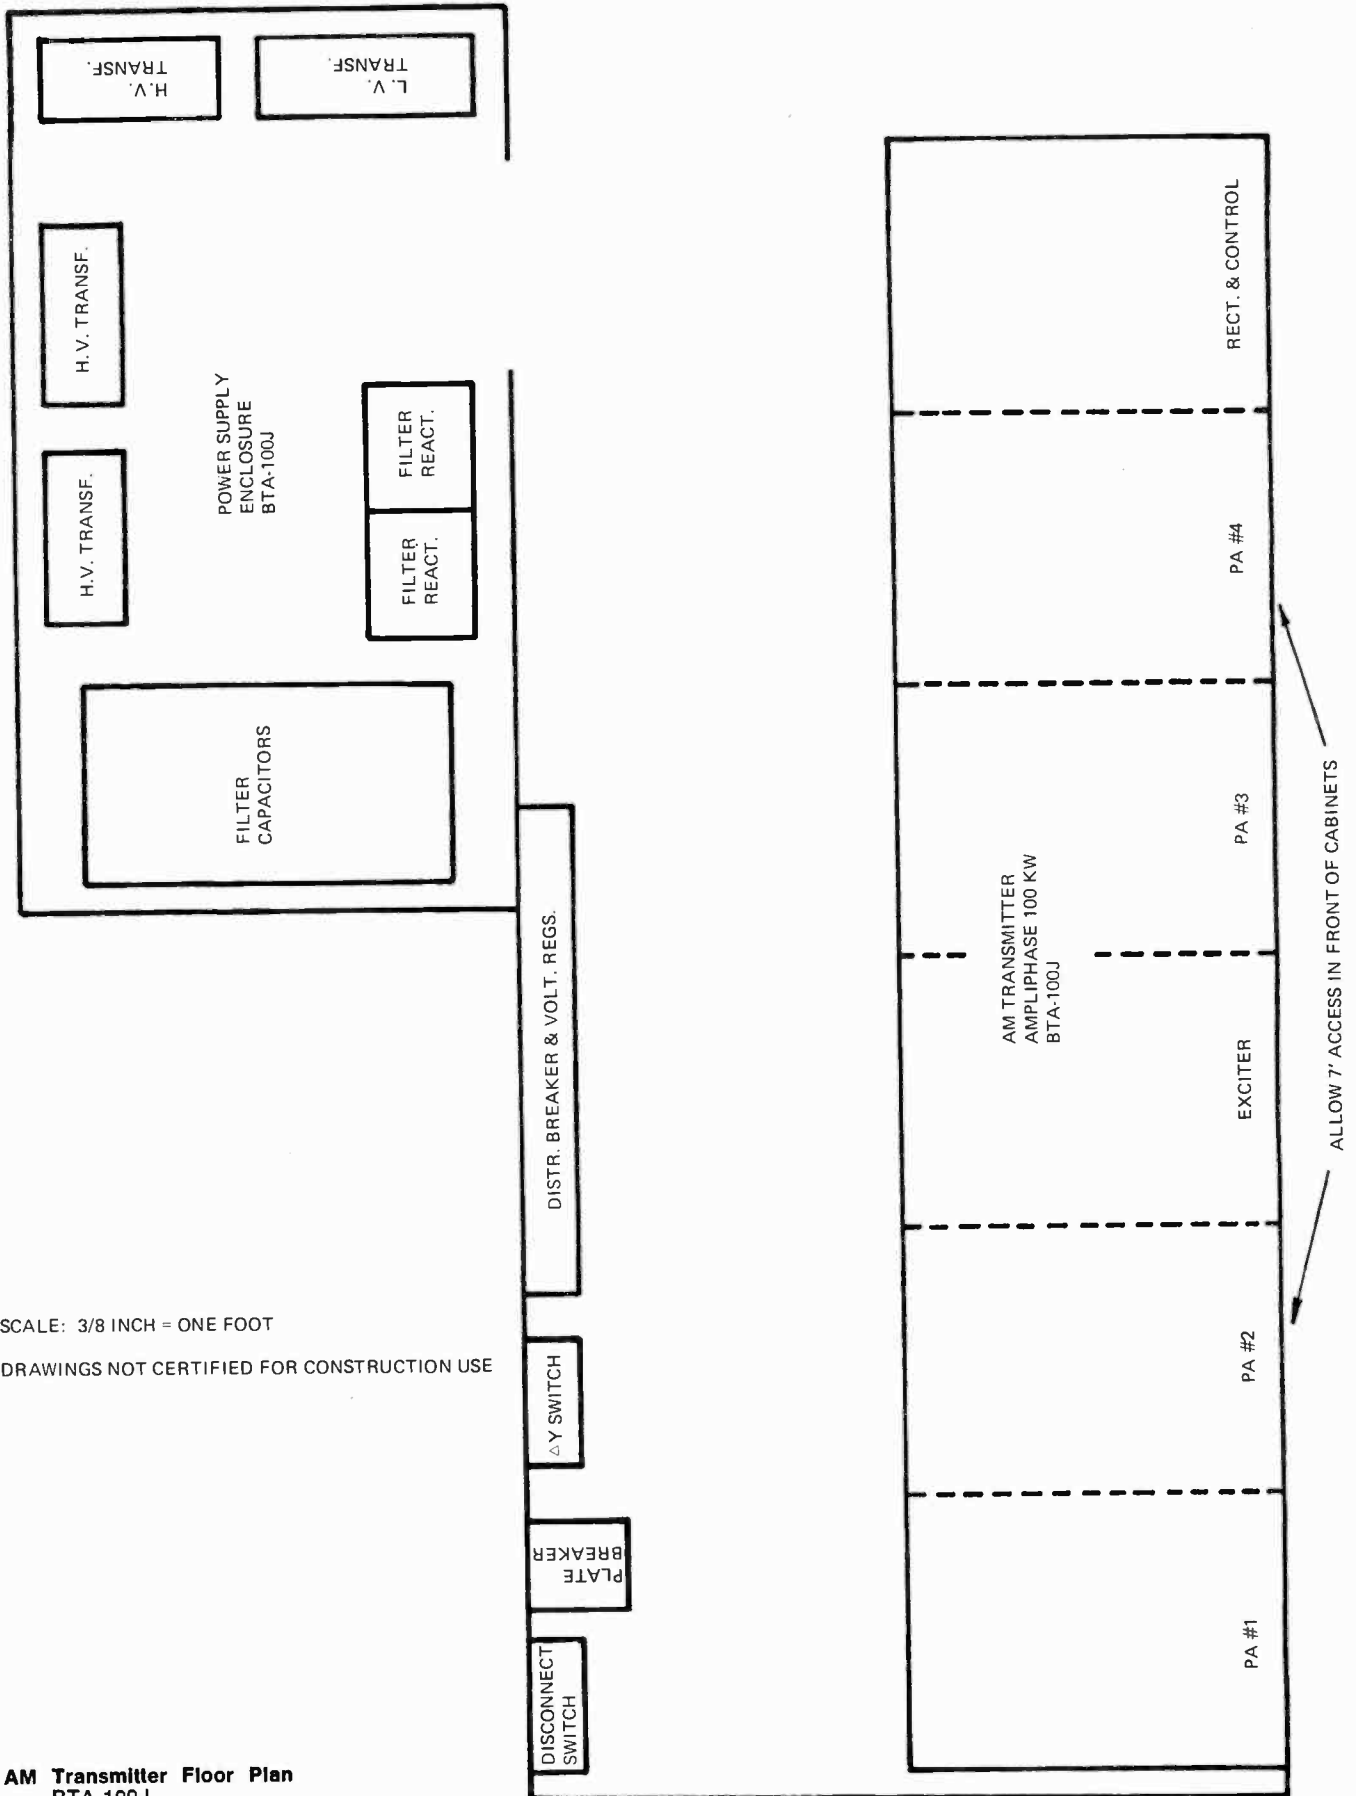 H.V.
TRANSF.
L.V.
TRANSF.
H.V. TRANSF.
H.V. TRANSF.
POWER SUPPLY
ENCLOSURE
BTA-100J
FILTER
REACT.
FILTER
REACT.
FILTER
CAPACITORS
DISTR. BREAKER & VOLT. REGS.
△Y SWITCH
PLATE
BREAKER
DISCONNECT
SWITCH
RECT. & CONTROL
PA #4
PA #3
AM TRANSMITTER
AMPLIPHASE 100 KW
BTA-100J
EXCITER
PA #2
PA #1
ALLOW 7' ACCESS IN FRONT OF CABINETS
SCALE: 3/8 INCH = ONE FOOT
DRAWINGS NOT CERTIFIED FOR CONSTRUCTION USE
AM Transmitter Floor Plan
BTA-100J